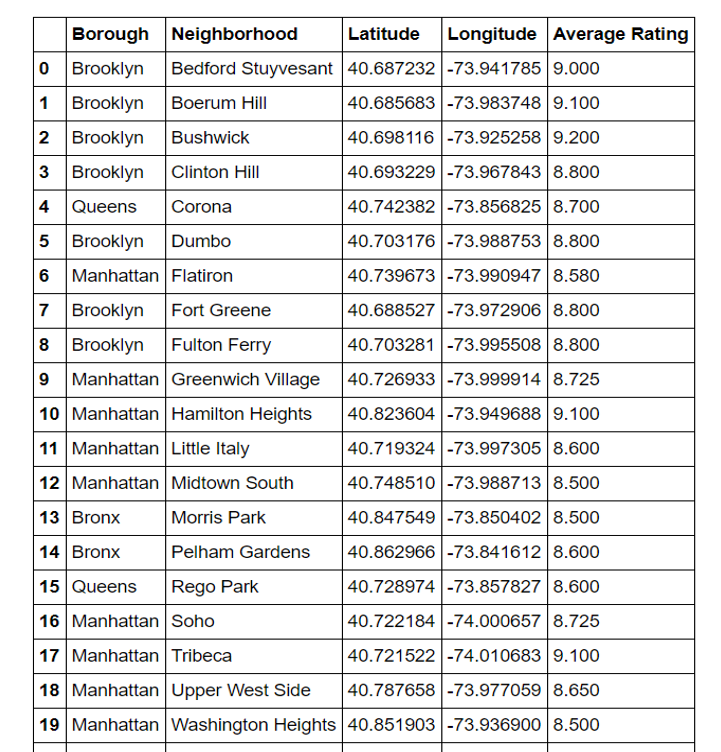 Borough Neighborhood Latitude Longitude Average Rating
0 Brooklyn Bedford Stuyvesant 40.687232 -73.941785 9.000
1 Brooklyn Boerum Hill 40.685683 -73.983748 9.100
2 Brooklyn Bushwick 40.698116 -73.925258 9.200
3 Brooklyn Clinton Hill 40.693229 -73.967843 8.800
4 Queens Corona 40.742382 -73.856825 8.700
5 Brooklyn Dumbo 40.703176 -73.988753 8.800
6 Manhattan Flatiron 40.739673 -73.990947 8.580
7 Brooklyn Fort Greene 40.688527 -73.972906 8.800
8 Brooklyn Fulton Ferry 40.703281 -73.995508 8.800
9 Manhattan Greenwich Village 40.726933 -73.999914 8.725
10 Manhattan Hamilton Heights 40.823604 -73.949688 9.100
11 Manhattan Little Italy 40.719324 -73.997305 8.600
12 Manhattan Midtown South 40.748510 -73.988713 8.500
13 Bronx Morris Park 40.847549 -73.850402 8.500
14 Bronx Pelham Gardens 40.862966 -73.841612 8.600
15 Queens Rego Park 40.728974 -73.857827 8.600
16 Manhattan Soho 40.722184 -74.000657 8.725
17 Manhattan Tribeca 40.721522 -74.010683 9.100
18 Manhattan Upper West Side 40.787658 -73.977059 8.650
19 Manhattan Washington Heights 40.851903 -73.936900 8.500